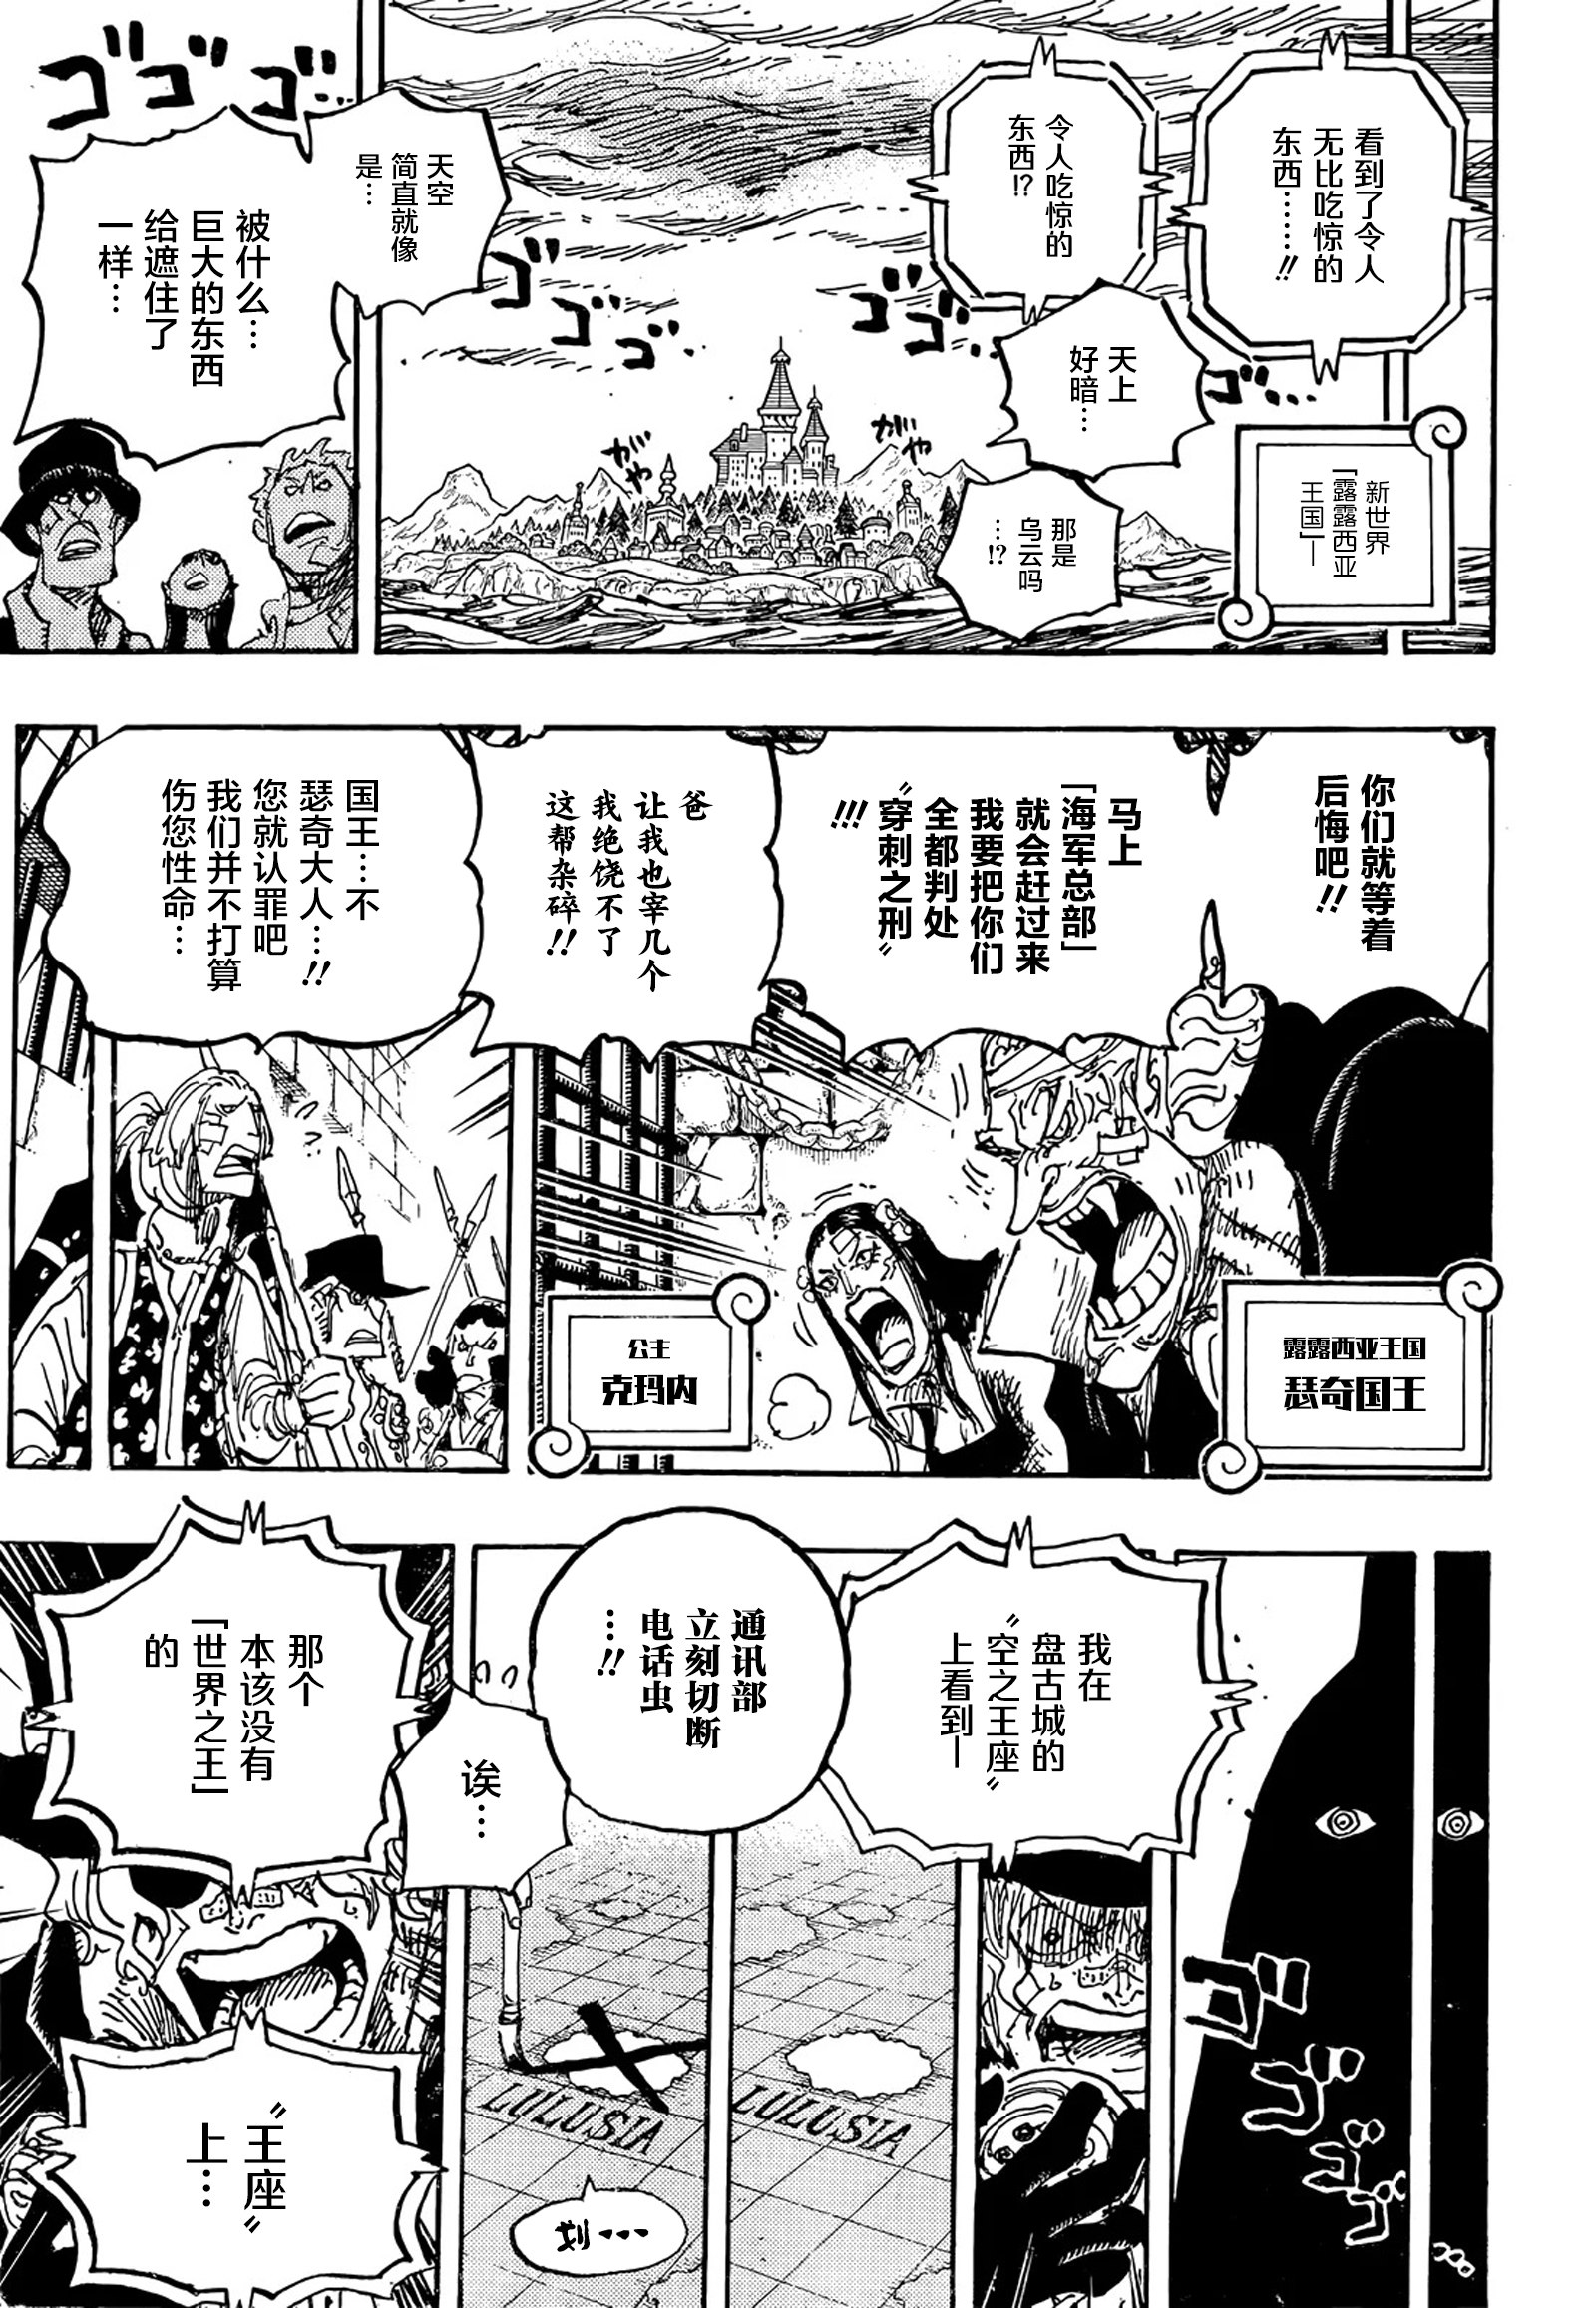 看到了令人
无比吃惊的
东西……!!
令人吃惊的
东西!?
新世界
「露露西亚
王国」—
天上
好暗…
那是
乌云吗
…!?
ゴゴゴ…
ゴゴゴ…
ゴゴ…
ガヤ
ガヤ
天空
简直就像
是…
ゴゴゴ…
被什么…
巨大的东西
给遮住了
一样…
你们就等着
后悔吧!!
马上
「海军总部」
就会赶过来
我要把你们
全都判处
〝穿刺之刑〞
!!!
露露西亚王国
瑟奇国王
爸
让我也宰几个
我绝饶不了
这帮杂碎!!
公主
克玛内
国王…不
瑟奇大人…!!
您就认罪吧
我们并不打算
伤您性命…
ゴゴゴゴ
我在
盘古城的
〝空之王座〞
上看到—
通讯部
立刻切断
电话虫
…!!
诶…
LULUSIA
LULUSIA
划…
那个
本该没有
「世界之王」
的
〝王座〞
上…